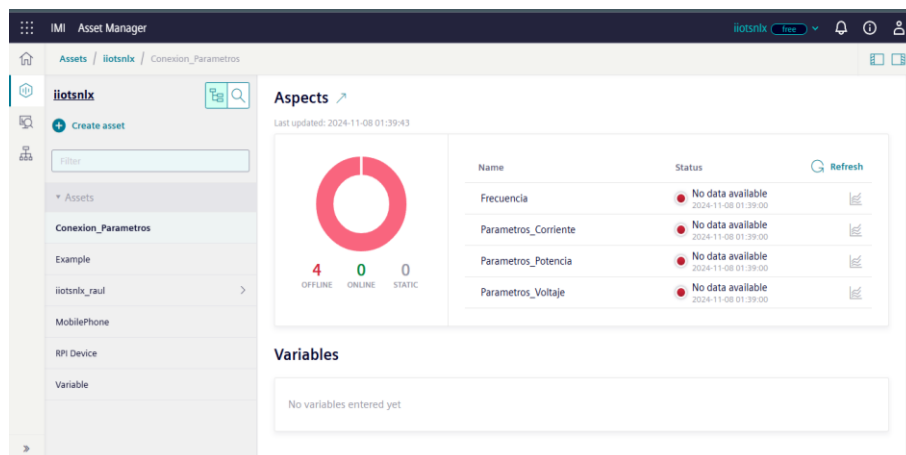 IMI Asset Manager
iiotsnlx free
Assets / iiotsnlx / Conexion_Parametros
iiotsnlx
Create asset
Filter
Assets
Conexion_Parametros
Example
iiotsnlx_raul
MobilePhone
RPI Device
Variable
Aspects
Last updated: 2024-11-08 01:39:43
4 0 0
OFFLINE ONLINE STATIC
Name Status Refresh
Frecuencia No data available
2024-11-08 01:39:00
Parametros_Corriente No data available
2024-11-08 01:39:00
Parametros_Potencia No data available
2024-11-08 01:39:00
Parametros_Voltaje No data available
2024-11-08 01:39:00
Variables
No variables entered yet